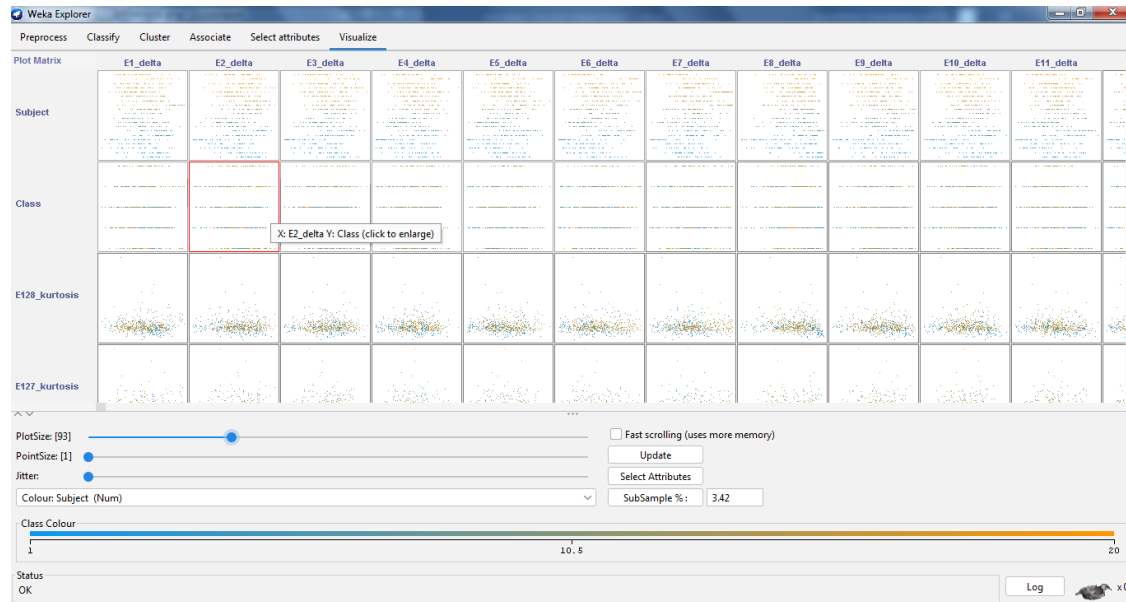 Weka Explorer
Preprocess Classify Cluster Associate Select attributes Visualize
Plot Matrix E1_delta E2_delta E3_delta E4_delta E5_delta E6_delta E7_delta E8_delta E9_delta E10_delta E11_delta
Subject
Class
X: E2_delta Y: Class (click to enlarge)
E128_kurtosis
E127_kurtosis
PlotSize: [93]
Fast scrolling (uses more memory)
PointSize: [1]
Update
Jitter:
Select Attributes
Colour: Subject (Num)
SubSample % : 3.42
Class Colour
1 10.5 20
Status
OK
Log x0